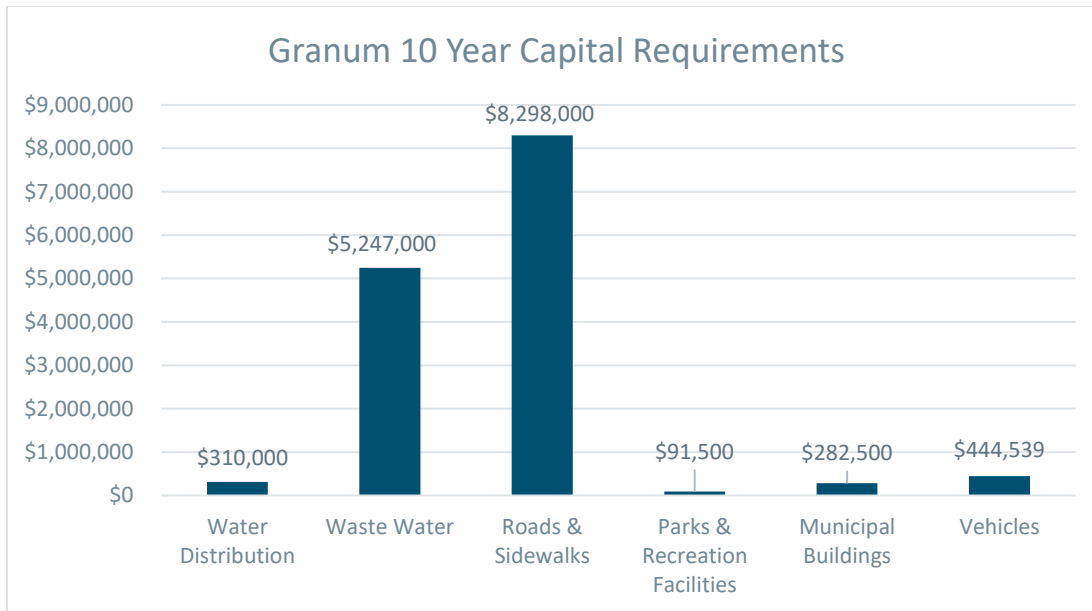 Granum 10 Year Capital Requirements
$9,000,000
$8,000,000
$7,000,000
$6,000,000
$5,000,000
$4,000,000
$3,000,000
$2,000,000
$1,000,000
$0
$310,000
$5,247,000
$8,298,000
$91,500
$282,500
$444,539
Water
Distribution
Waste Water
Roads &
Sidewalks
Parks &
Recreation
Facilities
Municipal
Buildings
Vehicles